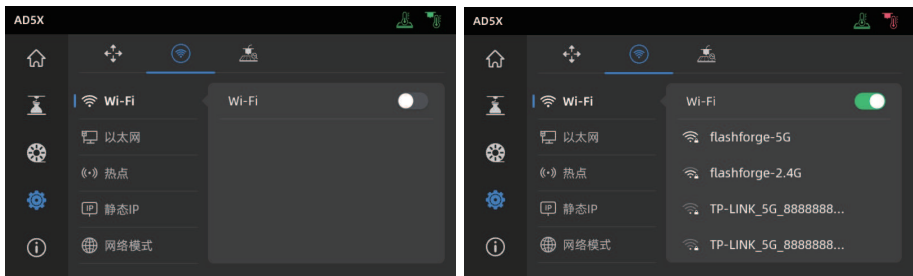 AD5X
Wi-Fi
Wi-Fi
以太网
热点
IP 静态IP
网络模式
AD5X
Wi-Fi
Wi-Fi
以太网
flashforge-5G
热点
flashforge-2.4G
IP 静态IP
TP-LINK_5G_8888888...
网络模式
TP-LINK_5G_8888888...